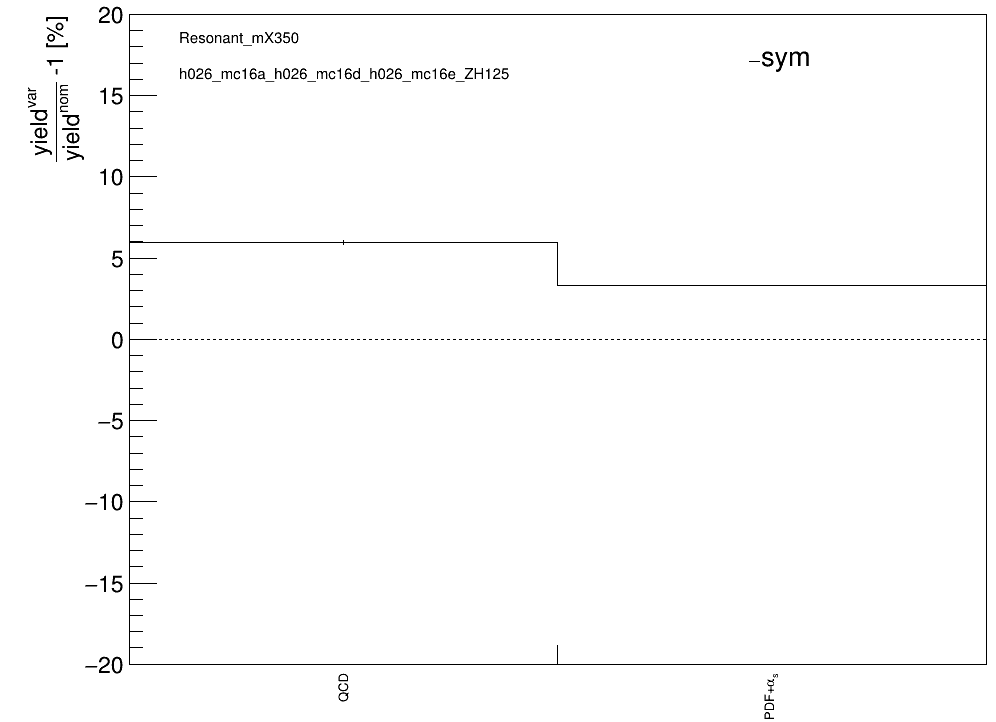 yield^var / yield^nom -1 [%]
Resonant_mX350
h026_mc16a_h026_mc16d_h026_mc16e_ZH125
sym
20
15
10
5
0
−5
−10
−15
−20
QCD
PDF+αₛ